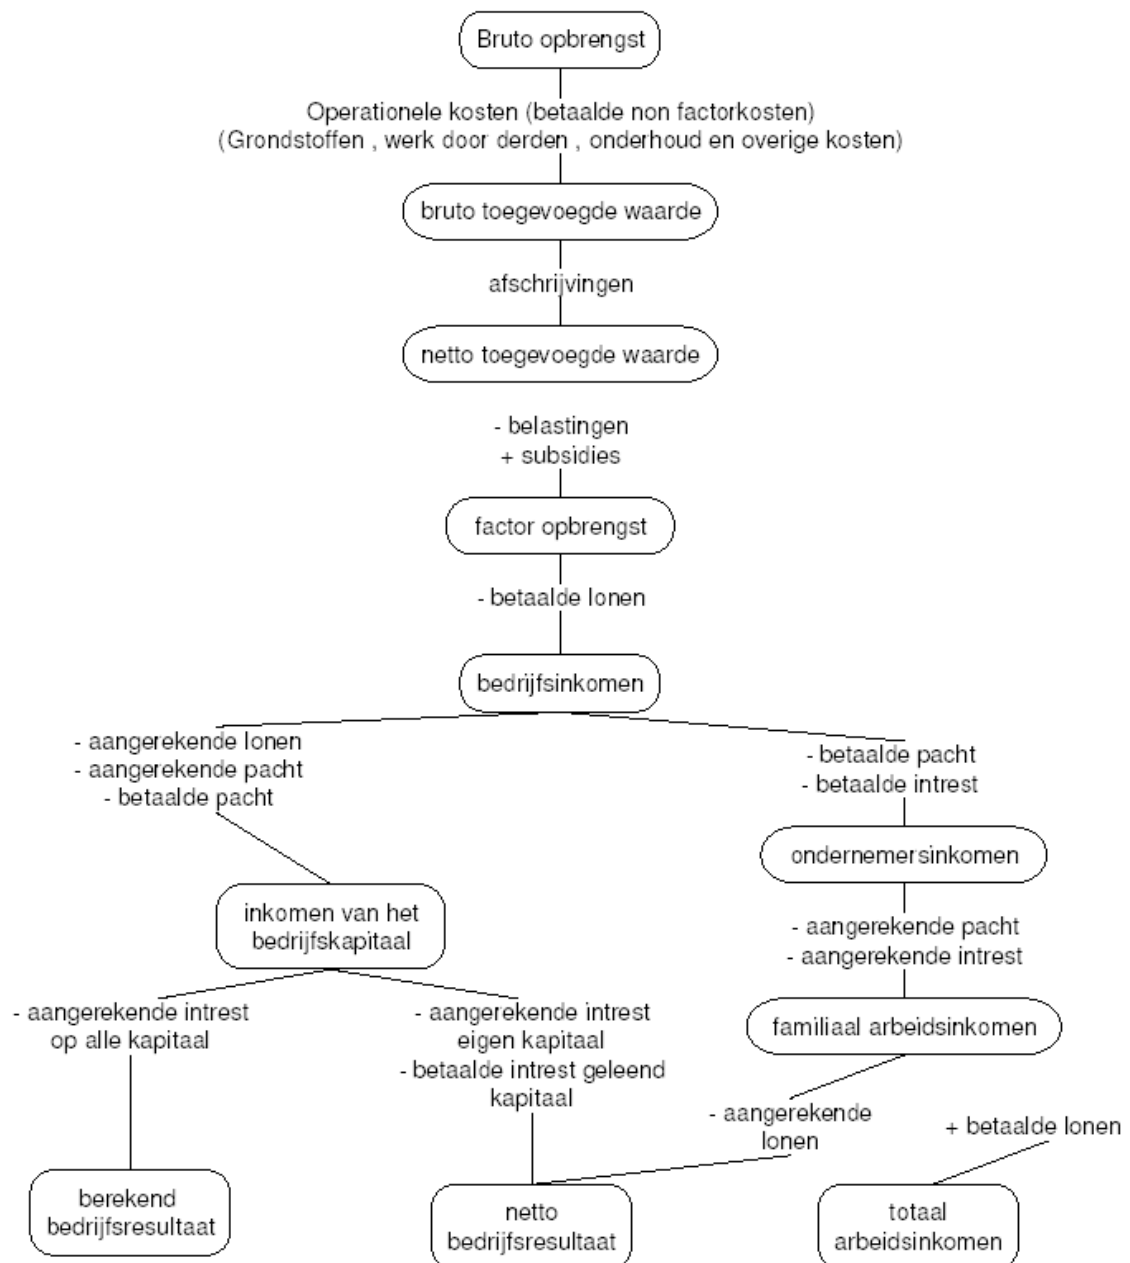 Bruto opbrengst
Operationele kosten (betaalde non factorkosten)
(Grondstoffen , werk door derden , onderhoud en overige kosten)
bruto toegevoegde waarde
afschrijvingen
netto toegevoegde waarde
- belastingen
+ subsidies
factor opbrengst
- betaalde lonen
bedrijfsinkomen
- aangerekende lonen
- aangerekende pacht
- betaalde pacht
- betaalde pacht
- betaalde intrest
ondernemersinkomen
inkomen van het
bedrijfskapitaal
- aangerekende pacht
- aangerekende intrest
- aangerekende intrest
op alle kapitaal
- aangerekende intrest
eigen kapitaal
- betaalde intrest geleend
kapitaal
familiaal arbeidsinkomen
- aangerekende
lonen
+ betaalde lonen
berekend
bedrijfsresultaat
netto
bedrijfsresultaat
totaal
arbeidsinkomen